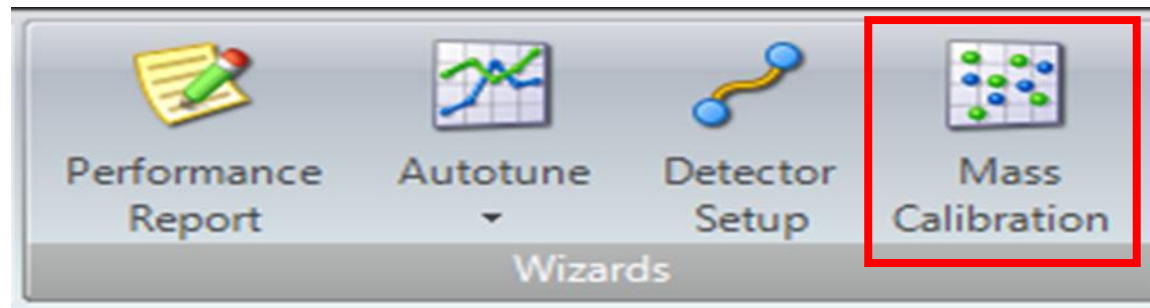 Performance
Report
Autotune
Detector
Setup
Mass
Calibration
Wizards